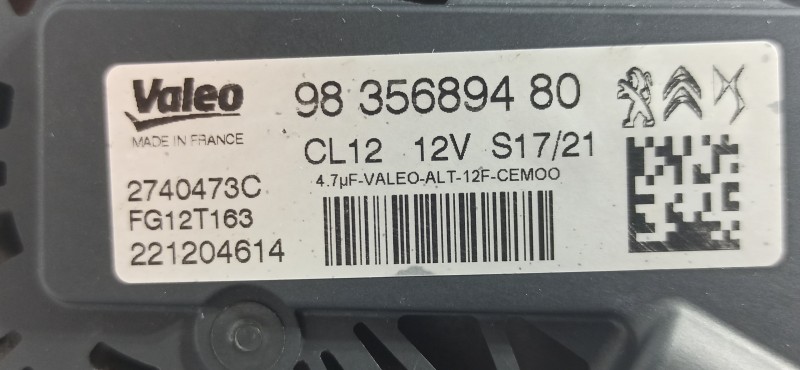 Valeo
MADE IN FRANCE
98 356894 80
CL12 12V S17/21
4.7µF-VALEO-ALT-12F-CEMOO
2740473C
FG12T163
221204614